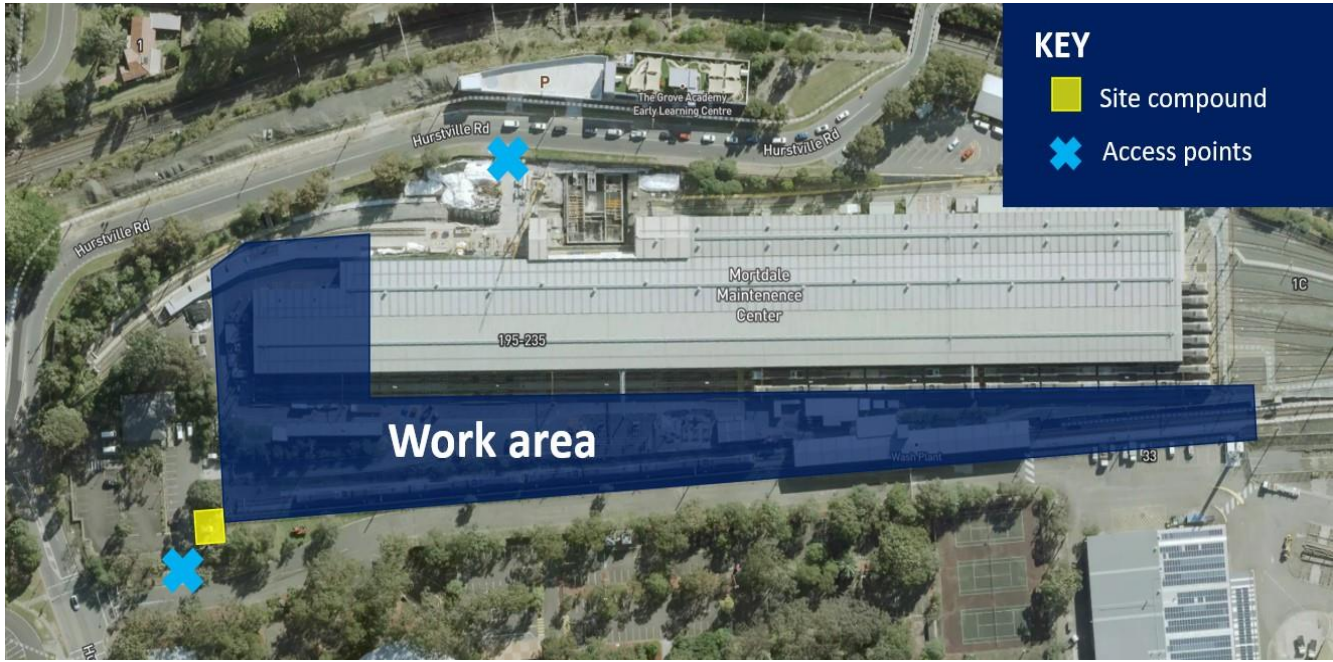 KEY
Site compound
Access points
1
P
The Grove Academy
Early Learning Centre
Hurstville Rd
Hurstville Rd
Hurstville Rd
Mortdale
Maintenence
Center
1C
195-235
Work area
Wash Plant
33